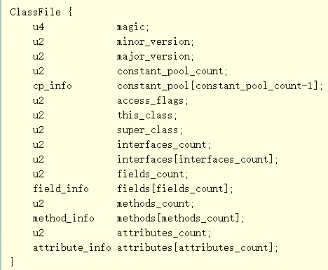 ClassFile {
u4 magic;
u2 minor_version;
u2 major_version;
u2 constant_pool_count;
cp_info constant_pool[constant_pool_count-1];
u2 access_flags;
u2 this_class;
u2 super_class;
u2 interfaces_count;
u2 interfaces[interfaces_count];
u2 fields_count;
field_info fields[fields_count];
u2 methods_count;
method_info methods[methods_count];
u2 attributes_count;
attribute_info attributes[attributes_count];
}